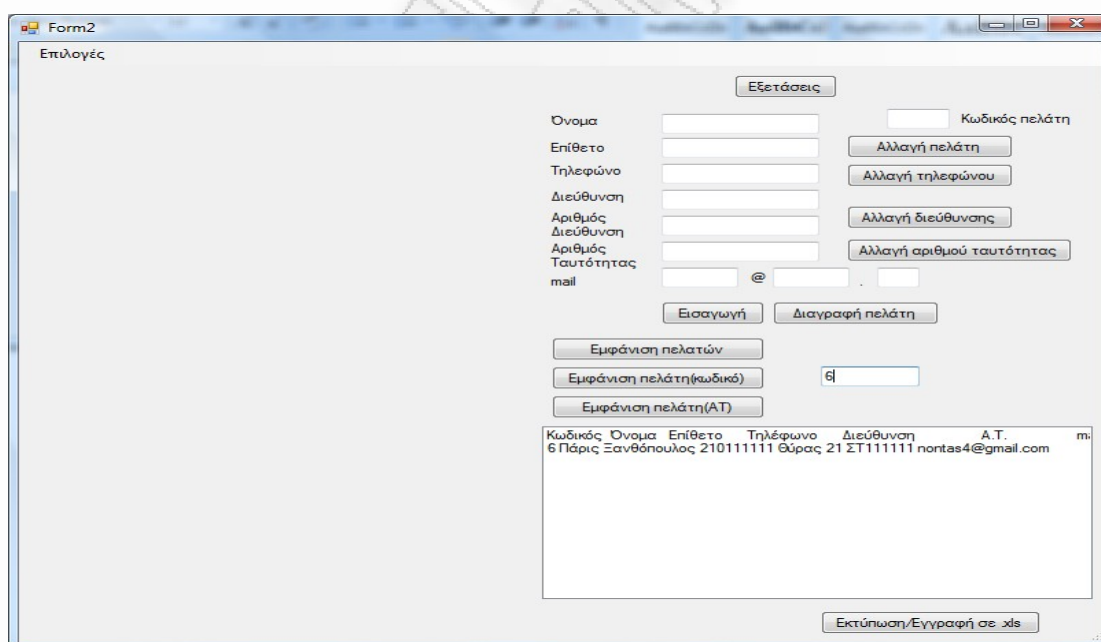 Form2
Επιλογές
Εξετάσεις
Όνομα
Κωδικός πελάτη
Επίθετο
Αλλαγή πελάτη
Τηλεφώνο
Αλλαγή τηλεφώνου
Διεύθυνση
Αριθμός Διεύθυνση
Αλλαγή διεύθυνσης
Αριθμός Ταυτότητας
Αλλαγή αριθμού ταυτότητας
mail @ .
Εισαγωγή Διαγραφή πελάτη
Εμφάνιση πελατών
Εμφάνιση πελάτη(κωδικό) 6
Εμφάνιση πελάτη(ΑΤ)
Κωδικός Όνομα Επίθετο Τηλέφωνο Διεύθυνση Α.Τ.
6 Πάρις Ξανθόπουλος 210111111 Θύρας 21 ΣΤ111111 nontas4@gmail.com
Εκτύπωση/Εγγραφή σε .xls